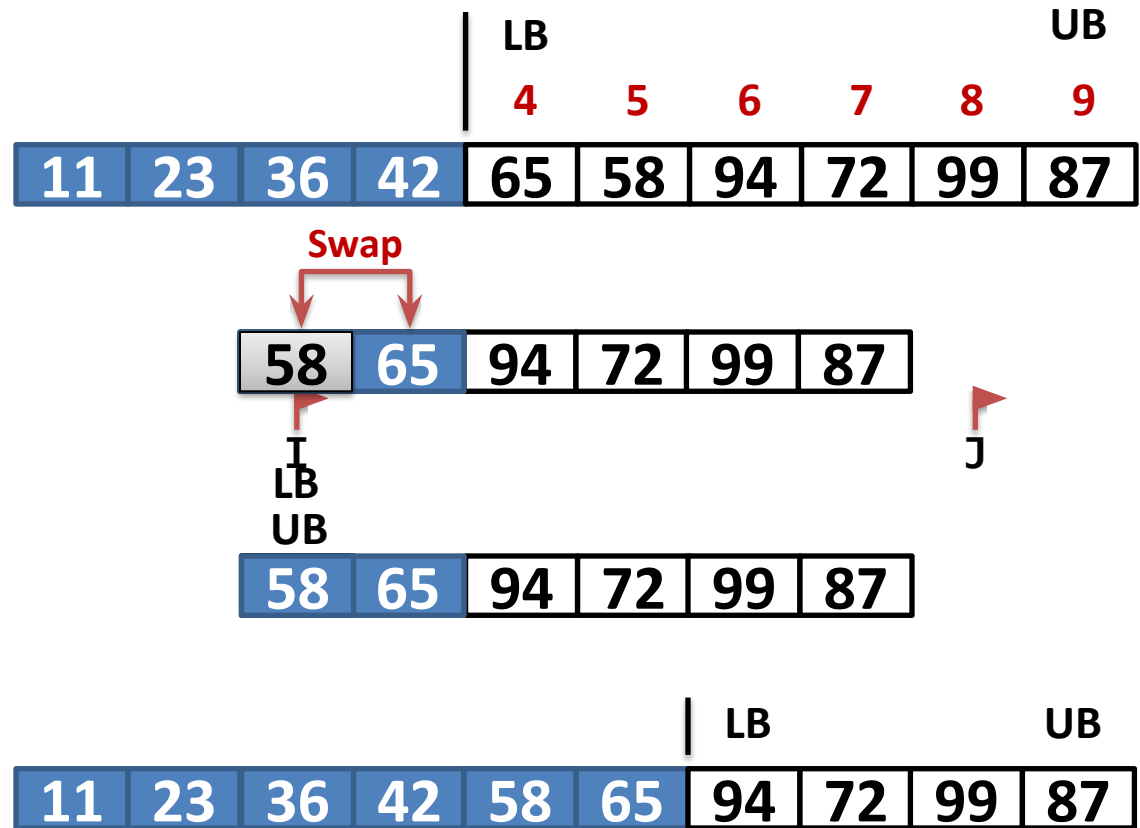 LB UB
4 5 6 7 8 9
11 23 36 42 65 58 94 72 99 87
Swap
58 65 94 72 99 87
I J
LB
UB
58 65 94 72 99 87
LB UB
11 23 36 42 58 65 94 72 99 87